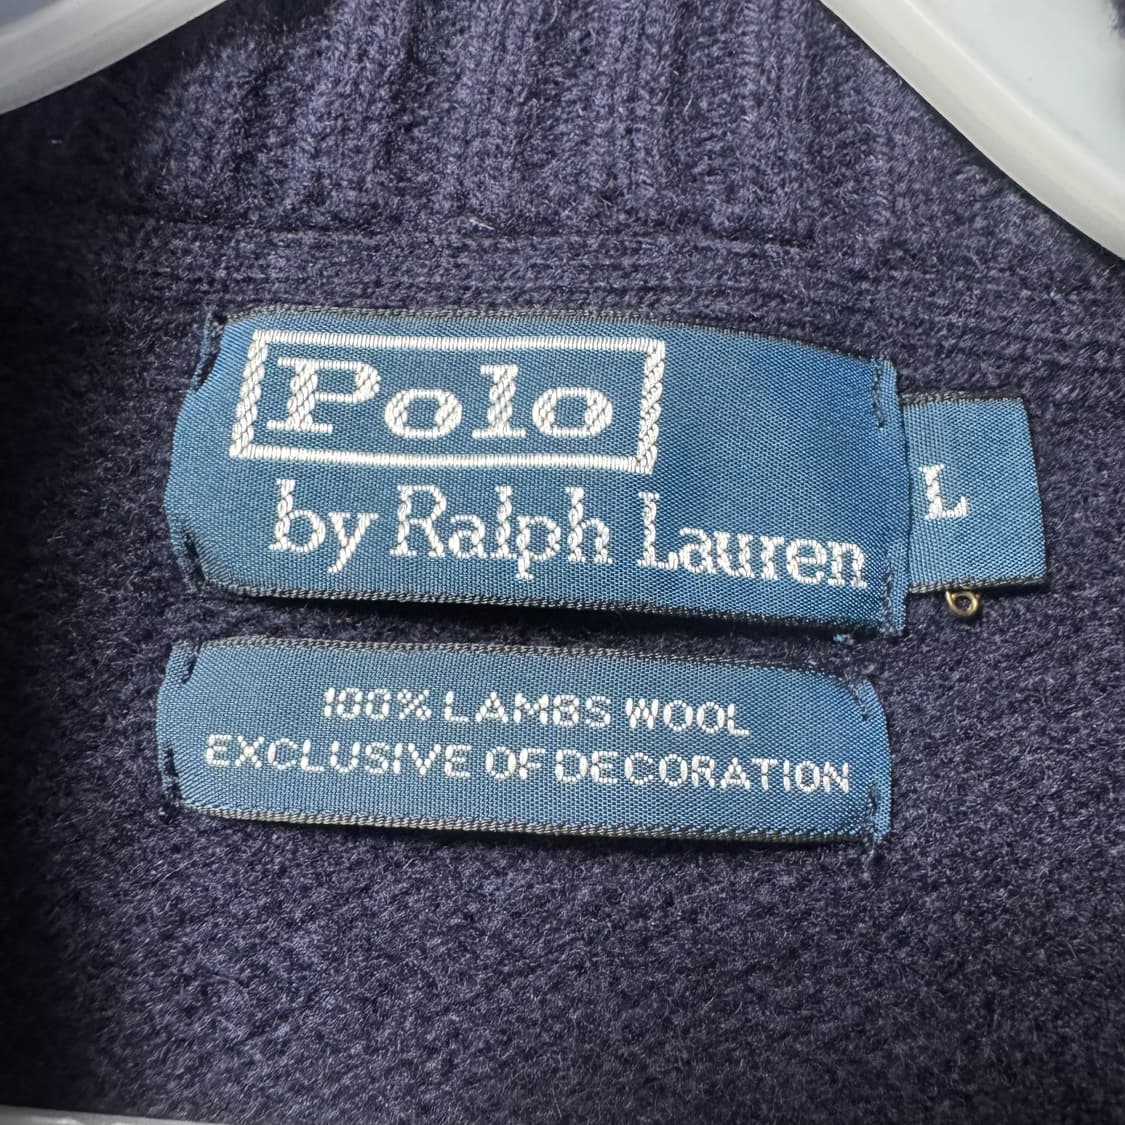 Polo
by Ralph Lauren
L
100% LAMBS WOOL
EXCLUSIVE OF DECORATION